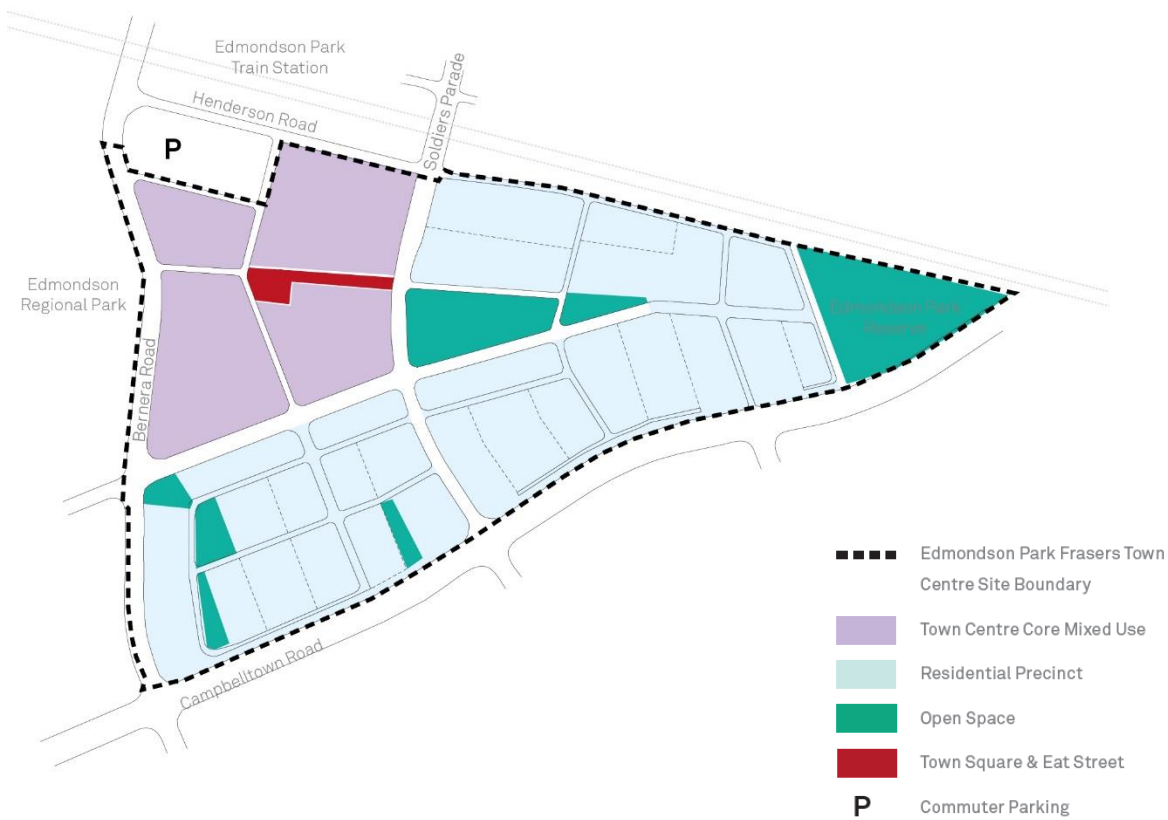 Edmondson Park
Train Station
Soldiers Parade
Henderson Road
P
Edmondson
Regional Park
Edmondson Park
Reserve
Bernera Road
Campbelltown Road
Edmondson Park Frasers Town
Centre Site Boundary
Town Centre Core Mixed Use
Residential Precinct
Open Space
Town Square & Eat Street
P Commuter Parking